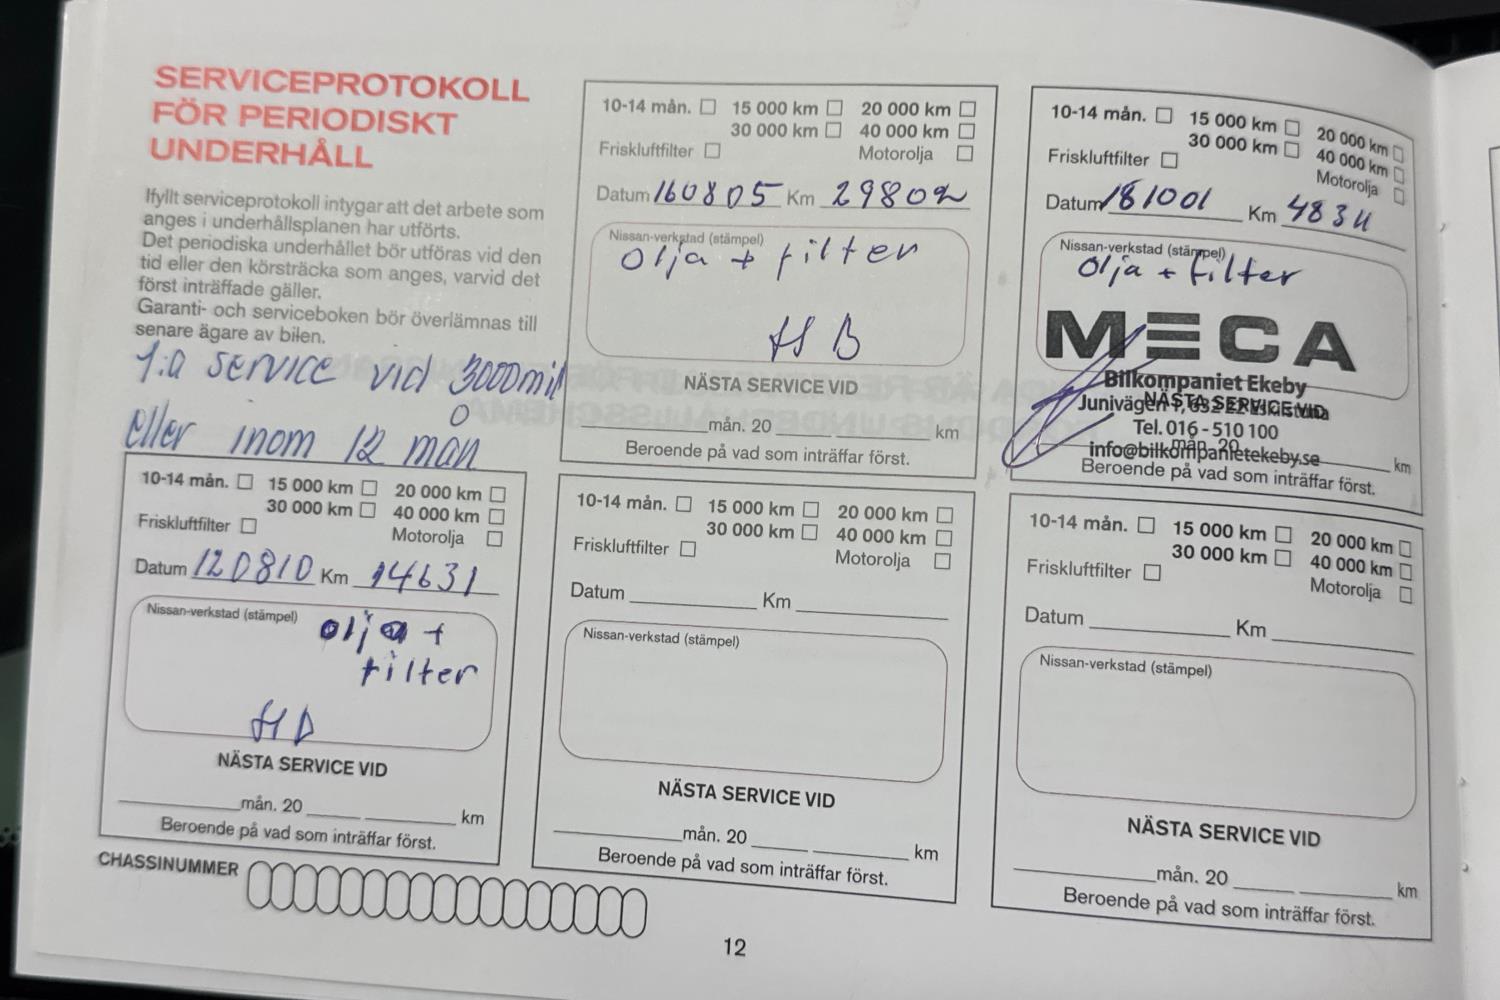 SERVICEPROTOKOLL
FÖR PERIODISKT
UNDERHÅLL
Ifyllt serviceprotokoll intygar att det arbete som
anges i underhållsplanen har utförts.
Det periodiska underhållet bör utföras vid den
tid eller den körsträcka som anges, varvid det
först inträffade gäller.
Garanti- och serviceboken bör överlämnas till
senare ägare av bilen.
1:a service vid 3000 mil
eller inom 12 mån
10-14 mån. 15 000 km 20 000 km
30 000 km 40 000 km
Friskluftfilter Motorolja
Datum 120810 Km 14631
Nissan-verkstad (stämpel)
olja +
filter
NÄSTA SERVICE VID
mån. 20 km
Beroende på vad som inträffar först.
CHASSINUMMER
10-14 mån. 15 000 km 20 000 km
30 000 km 40 000 km
Friskluftfilter Motorolja
Datum 160805 Km 29802
Nissan-verkstad (stämpel)
olja + filter
HB
NÄSTA SERVICE VID
mån. 20 km
Beroende på vad som inträffar först.
10-14 mån. 15 000 km 20 000 km
30 000 km 40 000 km
Friskluftfilter Motorolja
Datum Km
Nissan-verkstad (stämpel)
NÄSTA SERVICE VID
mån. 20 km
Beroende på vad som inträffar först.
10-14 mån. 15 000 km 20 000 km
30 000 km 40 000 km
Friskluftfilter Motorolja
Datum 181001 Km
Nissan-verkstad (stämpel)
olja + filter
MECA
Bilkompaniet Ekeby
NÄSTA SERVICE VID
Junivägen
Tel. 016 - 510 100
mån. 20 km
info@bilkompanietekeby.se
Beroende på vad som inträffar först.
10-14 mån. 15 000 km 20 000 km
30 000 km 40 000 km
Friskluftfilter Motorolja
Datum Km
Nissan-verkstad (stämpel)
NÄSTA SERVICE VID
mån. 20 km
Beroende på vad som inträffar först.
12